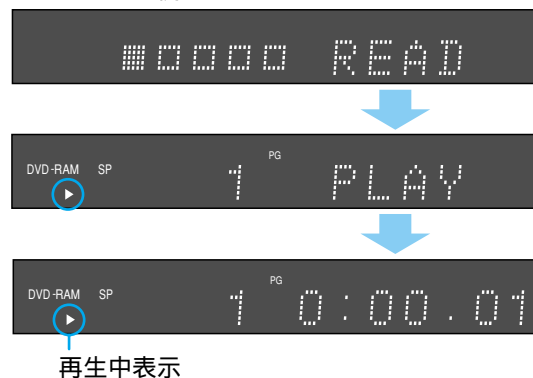 READ
DVD-RAM SP 1 PG PLAY
DVD-RAM SP 1 PG 0:00.01
再生中表示